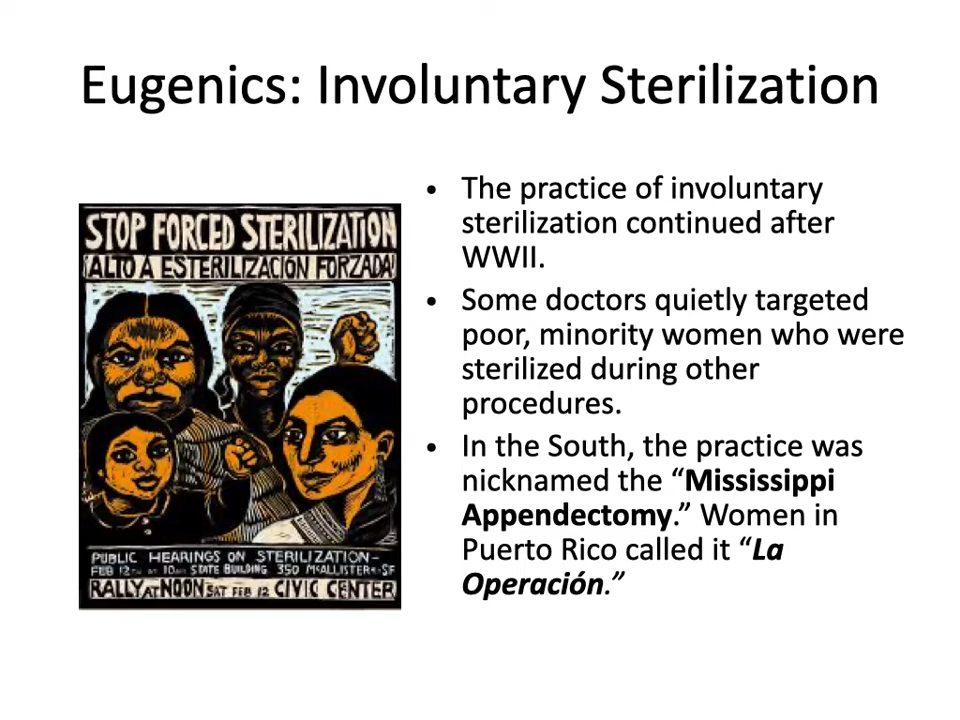 Eugenics: Involuntary Sterilization
STOP FORCED STERILIZATION
¡ALTO A ESTERILIZACIÓN FORZADA!
PUBLIC HEARINGS ON STERILIZATION-
FEB 12TH AT 10AM STATE BUILDING 350 MCALLISTER ST-SF
RALLY AT NOON SAT FEB 12 CIVIC CENTER
• The practice of involuntary
sterilization continued after
WWII.
• Some doctors quietly targeted
poor, minority women who were
sterilized during other
procedures.
• In the South, the practice was
nicknamed the “Mississippi
Appendectomy.” Women in
Puerto Rico called it “La
Operación.”